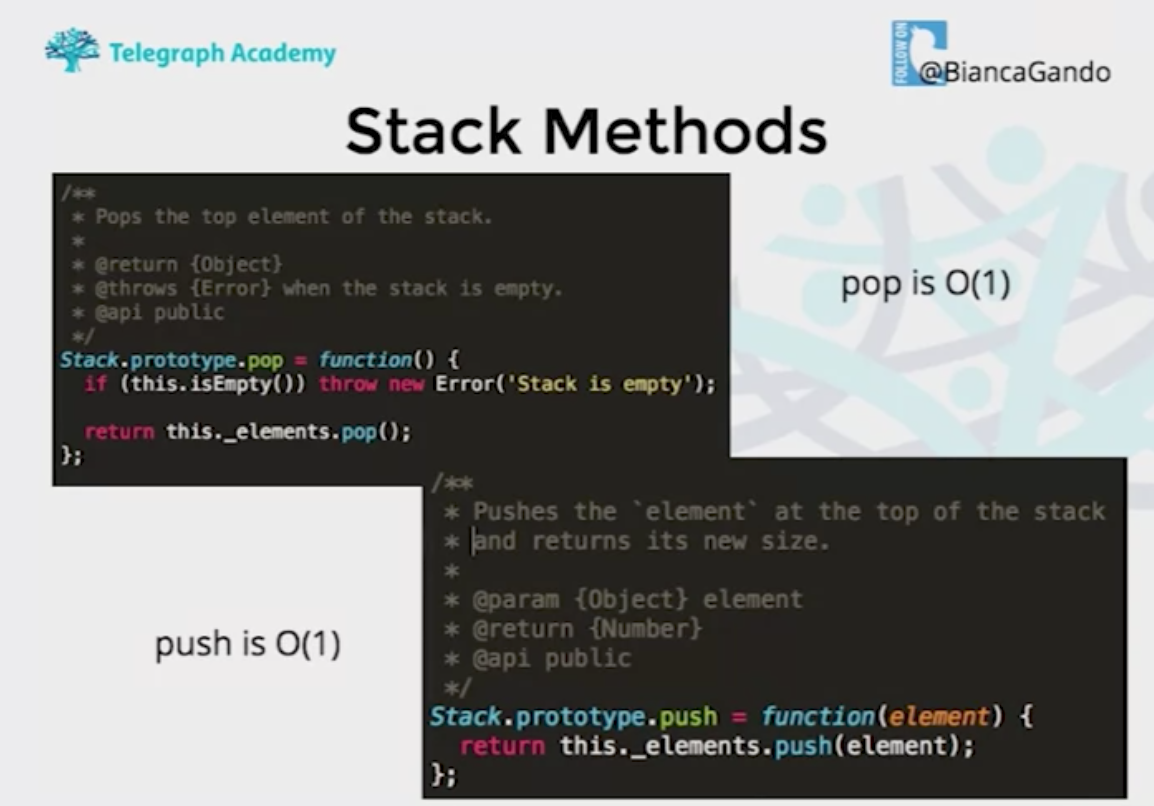 Telegraph Academy
FOLLOW ON
@BiancaGando
Stack Methods
/**
 * Pops the top element of the stack.
 *
 * @return {Object}
 * @throws {Error} when the stack is empty.
 * @api public
 */
Stack.prototype.pop = function() {
  if (this.isEmpty()) throw new Error('Stack is empty');
  return this._elements.pop();
};
pop is O(1)
/**
 * Pushes the `element` at the top of the stack
 * and returns its new size.
 *
 * @param {Object} element
 * @return {Number}
 * @api public
 */
Stack.prototype.push = function(element) {
  return this._elements.push(element);
};
push is O(1)